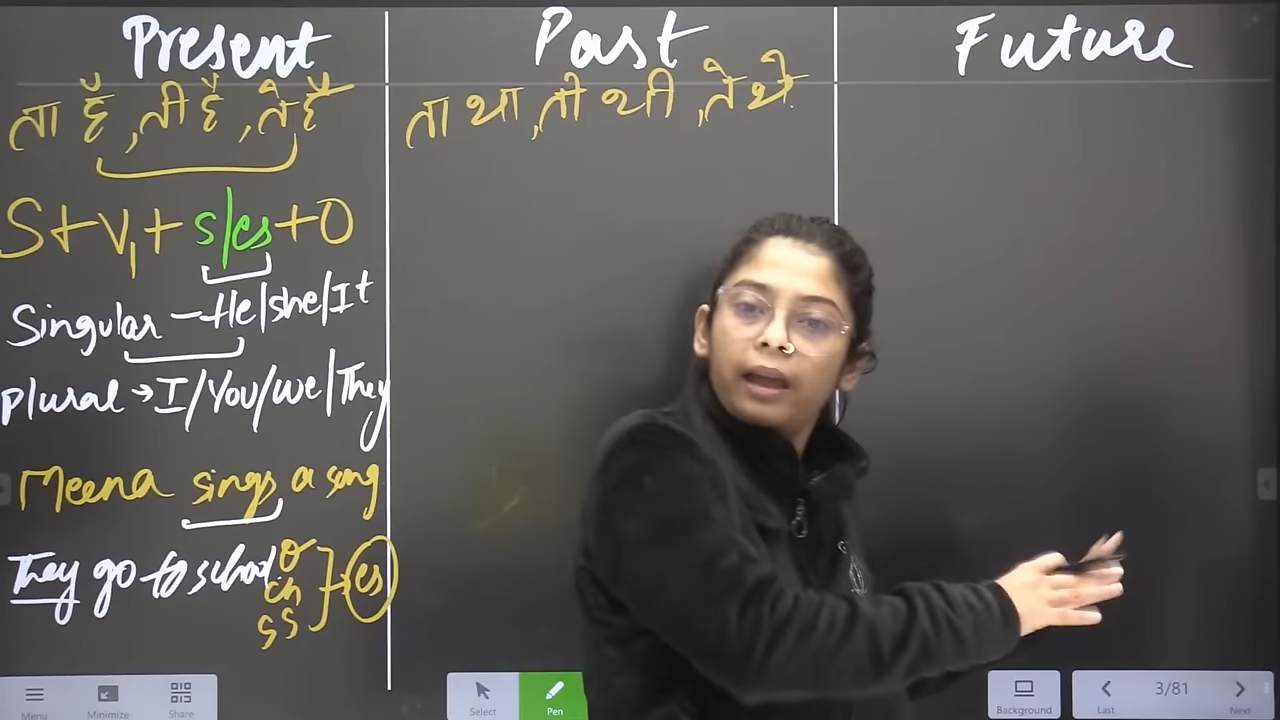 Present
Past
Future
ता है, ती है, ते हैं
ता था, ती थी, ते थे
S+V1+ s/es +O
Singular – He/she/It
plural → I/You/we/They
Meena sings a song
They go to school.
o
ch
ss
es
Menu
Minimize
Share
Select
Pen
Background
Last
3/81
Next